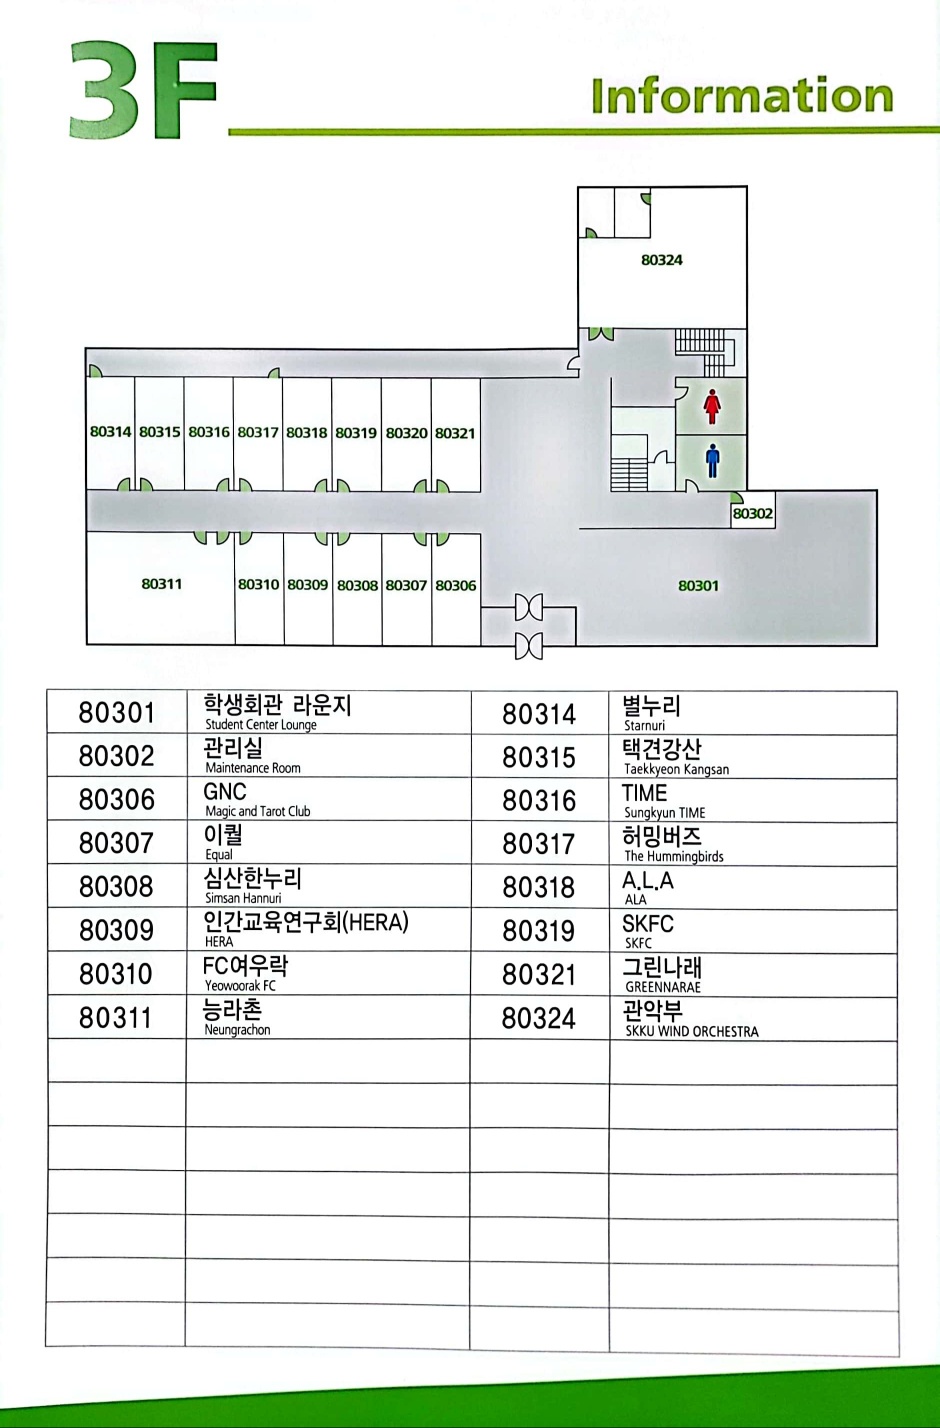 3F
Information
80324
80314 80315 80316 80317 80318 80319 80320 80321
80302
80311 80310 80309 80308 80307 80306 80301
80301 학생회관 라운지 Student Center Lounge
80314 별누리 Starnuri
80302 관리실 Maintenance Room
80315 택견강산 Taekkyeon Kangsan
80306 GNC Magic and Tarot Club
80316 TIME Sungkyun TIME
80307 이퀄 Equal
80317 허밍버즈 The Hummingbirds
80308 심산한누리 Simsan Hannuri
80318 A.L.A ALA
80309 인간교육연구회(HERA) HERA
80319 SKFC SKFC
80310 FC여우락 Yeowoorak FC
80321 그린나래 GREENNARAE
80311 능라촌 Neungrachon
80324 관악부 SKKU WIND ORCHESTRA